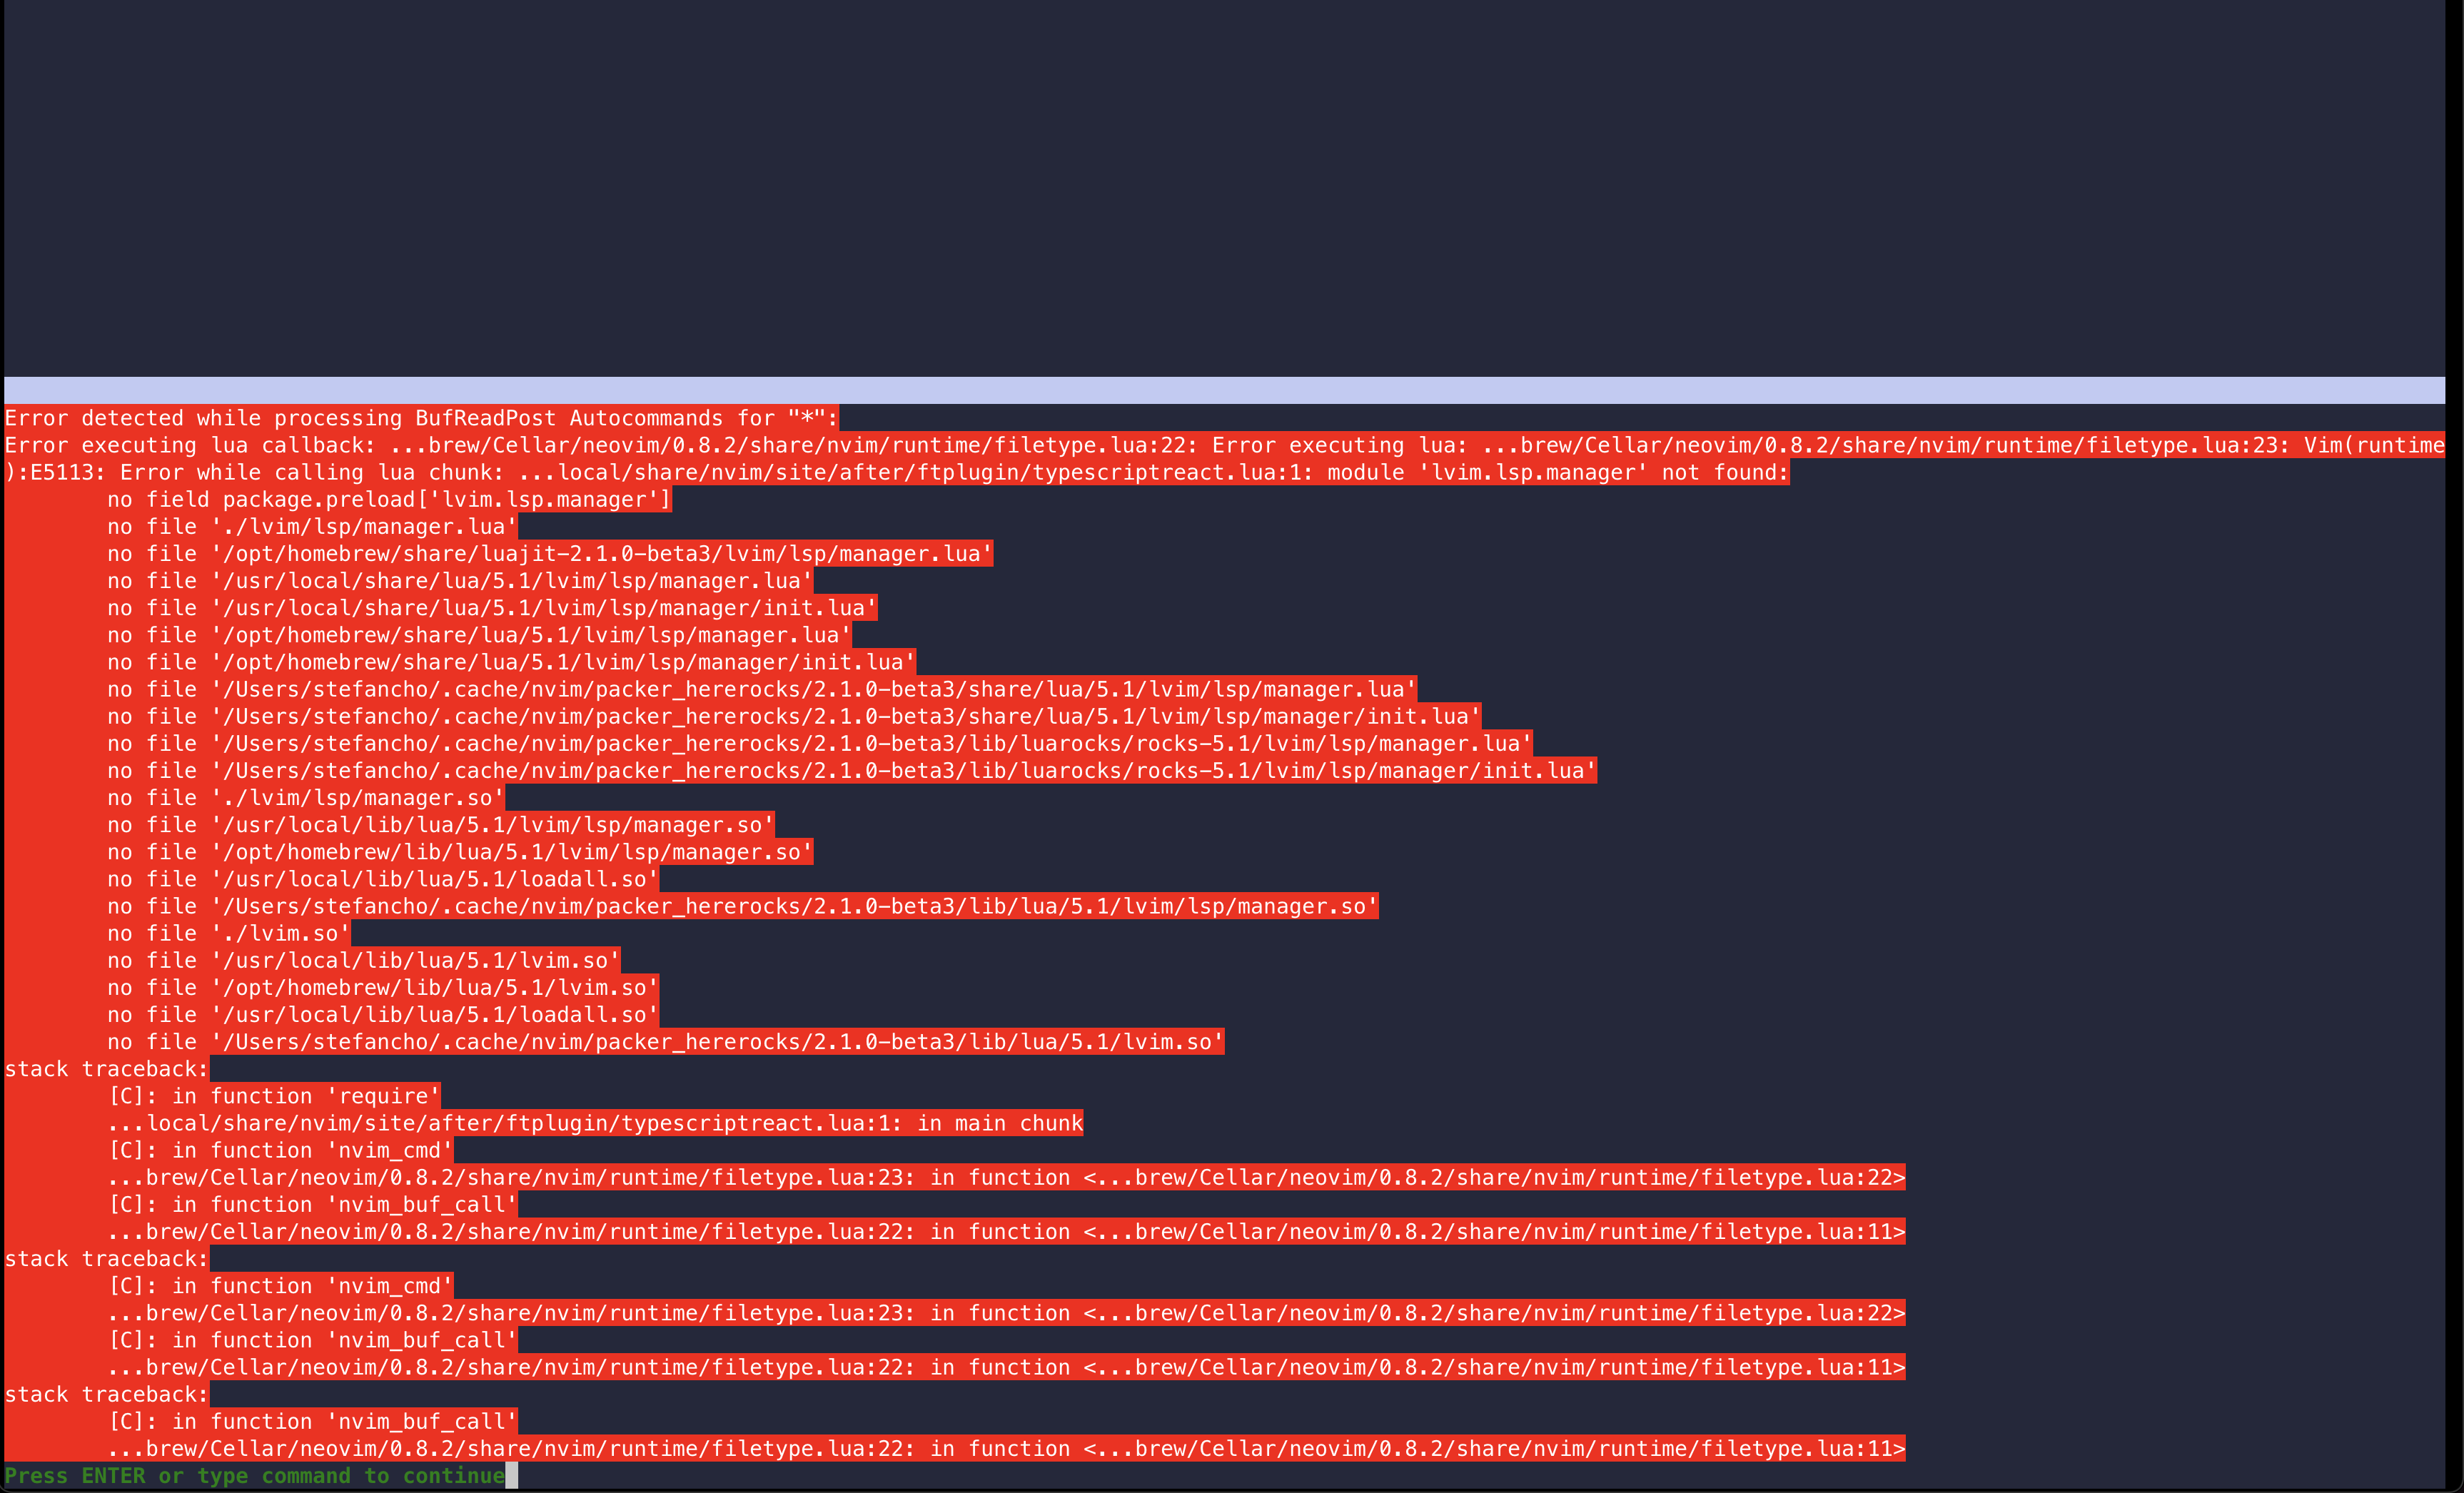 Error detected while processing BufReadPost Autocommands for "*":
Error executing lua callback: ...brew/Cellar/neovim/0.8.2/share/nvim/runtime/filetype.lua:22: Error executing lua: ...brew/Cellar/neovim/0.8.2/share/nvim/runtime/filetype.lua:23: Vim(runtime
):E5113: Error while calling lua chunk: ...local/share/nvim/site/after/ftplugin/typescriptreact.lua:1: module 'lvim.lsp.manager' not found:
no field package.preload['lvim.lsp.manager']
no file './lvim/lsp/manager.lua'
no file '/opt/homebrew/share/luajit-2.1.0-beta3/lvim/lsp/manager.lua'
no file '/usr/local/share/lua/5.1/lvim/lsp/manager.lua'
no file '/usr/local/share/lua/5.1/lvim/lsp/manager/init.lua'
no file '/opt/homebrew/share/lua/5.1/lvim/lsp/manager.lua'
no file '/opt/homebrew/share/lua/5.1/lvim/lsp/manager/init.lua'
no file '/Users/stefancho/.cache/nvim/packer_hererocks/2.1.0-beta3/share/lua/5.1/lvim/lsp/manager.lua'
no file '/Users/stefancho/.cache/nvim/packer_hererocks/2.1.0-beta3/share/lua/5.1/lvim/lsp/manager/init.lua'
no file '/Users/stefancho/.cache/nvim/packer_hererocks/2.1.0-beta3/lib/luarocks/rocks-5.1/lvim/lsp/manager.lua'
no file '/Users/stefancho/.cache/nvim/packer_hererocks/2.1.0-beta3/lib/luarocks/rocks-5.1/lvim/lsp/manager/init.lua'
no file './lvim/lsp/manager.so'
no file '/usr/local/lib/lua/5.1/lvim/lsp/manager.so'
no file '/opt/homebrew/lib/lua/5.1/lvim/lsp/manager.so'
no file '/usr/local/lib/lua/5.1/loadall.so'
no file '/Users/stefancho/.cache/nvim/packer_hererocks/2.1.0-beta3/lib/lua/5.1/lvim/lsp/manager.so'
no file './lvim.so'
no file '/usr/local/lib/lua/5.1/lvim.so'
no file '/opt/homebrew/lib/lua/5.1/lvim.so'
no file '/usr/local/lib/lua/5.1/loadall.so'
no file '/Users/stefancho/.cache/nvim/packer_hererocks/2.1.0-beta3/lib/lua/5.1/lvim.so'
stack traceback:
[C]: in function 'require'
...local/share/nvim/site/after/ftplugin/typescriptreact.lua:1: in main chunk
[C]: in function 'nvim_cmd'
...brew/Cellar/neovim/0.8.2/share/nvim/runtime/filetype.lua:23: in function <...brew/Cellar/neovim/0.8.2/share/nvim/runtime/filetype.lua:22>
[C]: in function 'nvim_buf_call'
...brew/Cellar/neovim/0.8.2/share/nvim/runtime/filetype.lua:22: in function <...brew/Cellar/neovim/0.8.2/share/nvim/runtime/filetype.lua:11>
stack traceback:
[C]: in function 'nvim_cmd'
...brew/Cellar/neovim/0.8.2/share/nvim/runtime/filetype.lua:23: in function <...brew/Cellar/neovim/0.8.2/share/nvim/runtime/filetype.lua:22>
[C]: in function 'nvim_buf_call'
...brew/Cellar/neovim/0.8.2/share/nvim/runtime/filetype.lua:22: in function <...brew/Cellar/neovim/0.8.2/share/nvim/runtime/filetype.lua:11>
stack traceback:
[C]: in function 'nvim_buf_call'
...brew/Cellar/neovim/0.8.2/share/nvim/runtime/filetype.lua:22: in function <...brew/Cellar/neovim/0.8.2/share/nvim/runtime/filetype.lua:11>
Press ENTER or type command to continue